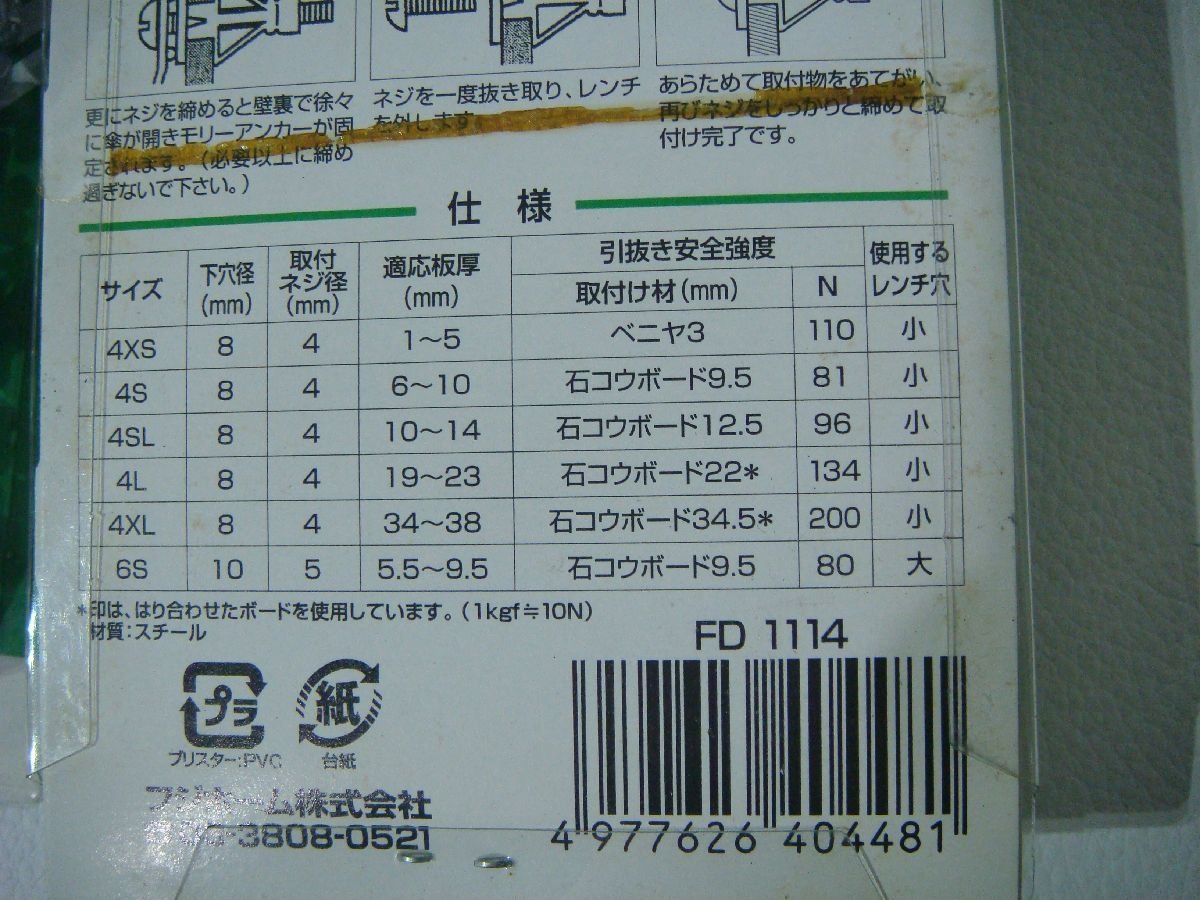 更にネジを締めると壁裏で徐々
に傘が開きモリーアンカーが固
定されます。(必要以上に締め
過ぎないで下さい。)
ネジを一度抜き取り、レンチ
を外します。
あらためて取付物をあてがい、
再びネジをしっかりと締めて取
付け完了です。
仕 様
サイズ 下穴径(mm) 取付ネジ径(mm) 適応板厚(mm) 引抜き安全強度 使用するレンチ穴
取付け材(mm) N
4XS 8 4 1〜5 ベニヤ3 110 小
4S 8 4 6〜10 石コウボード9.5 81 小
4SL 8 4 10〜14 石コウボード12.5 96 小
4L 8 4 19〜23 石コウボード22* 134 小
4XL 8 4 34〜38 石コウボード34.5* 200 小
6S 10 5 5.5〜9.5 石コウボード9.5 80 大
*印は、はり合わせたボードを使用しています。(1kgf≒10N)
材質:スチール
FD 1114
プラ
紙
ブリスター:PVC
台紙
フジホーム株式会社
03-3808-0521
4 977626 404481